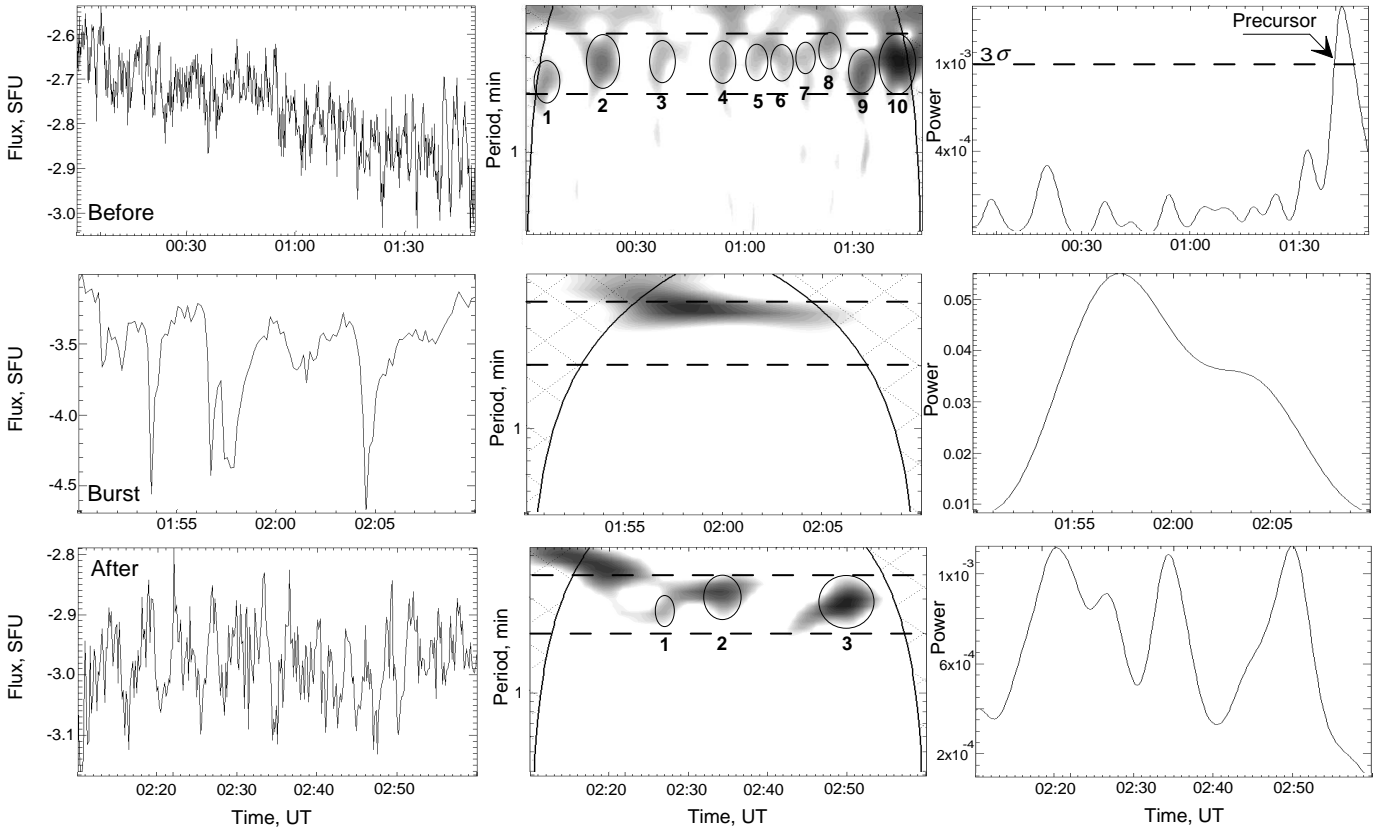 Flux, SFU
-2.6
-2.7
-2.8
-2.9
-3.0
Before
00:30 01:00 01:30
Period, min
1
1 2 3 4 5 6 7 8 9 10
00:30 01:00 01:30
Power
Precursor
3σ
1x10⁻³
4x10⁻⁴
00:30 01:00 01:30
Flux, SFU
-3.5
-4.0
-4.5
Burst
01:55 02:00 02:05
Period, min
1
01:55 02:00 02:05
Power
0.05
0.04
0.03
0.02
0.01
01:55 02:00 02:05
Flux, SFU
-2.8
-2.9
-3.0
-3.1
After
02:20 02:30 02:40 02:50
Time, UT
Period, min
1
1 2 3
02:20 02:30 02:40 02:50
Time, UT
Power
1x10⁻³
6x10⁻⁴
2x10⁻⁴
02:20 02:30 02:40 02:50
Time, UT